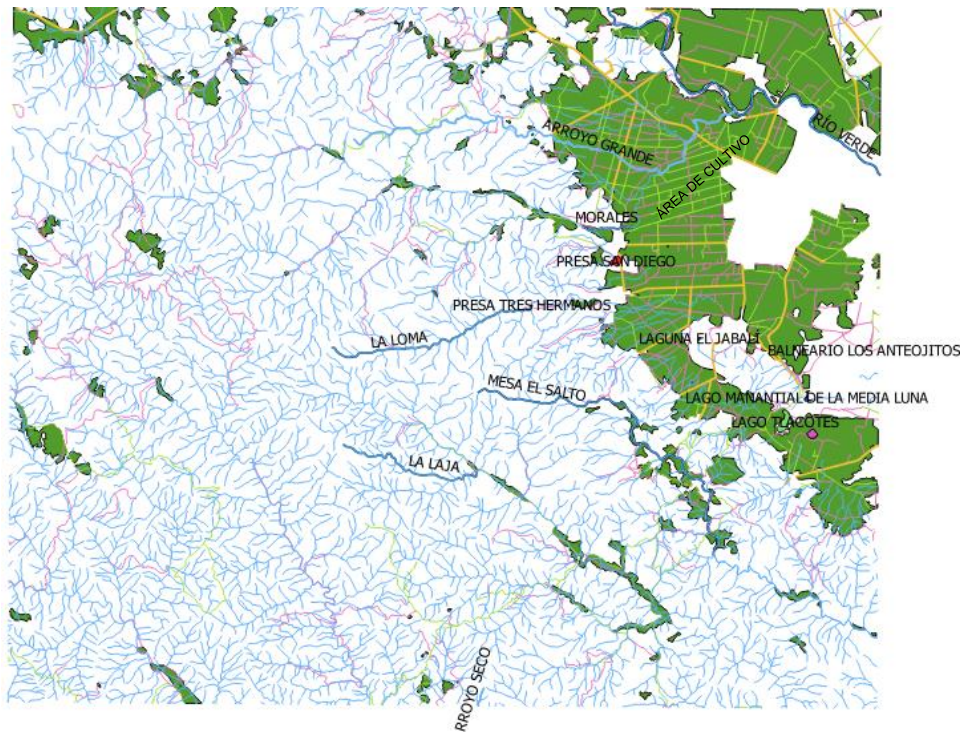 RÍO VERDE
ARROYO GRANDE
ÁREA DE CULTIVO
MORALES
PRESA SAN DIEGO
PRESA TRES HERMANOS
LA LOMA
LAGUNA EL JABALÍ
BALNEARIO LOS ANTEOJITOS
MESA EL SALTO
LAGO MANANTIAL DE LA MEDIA LUNA
LAGO TLACOTES
LA LAJA
RROYO SECO